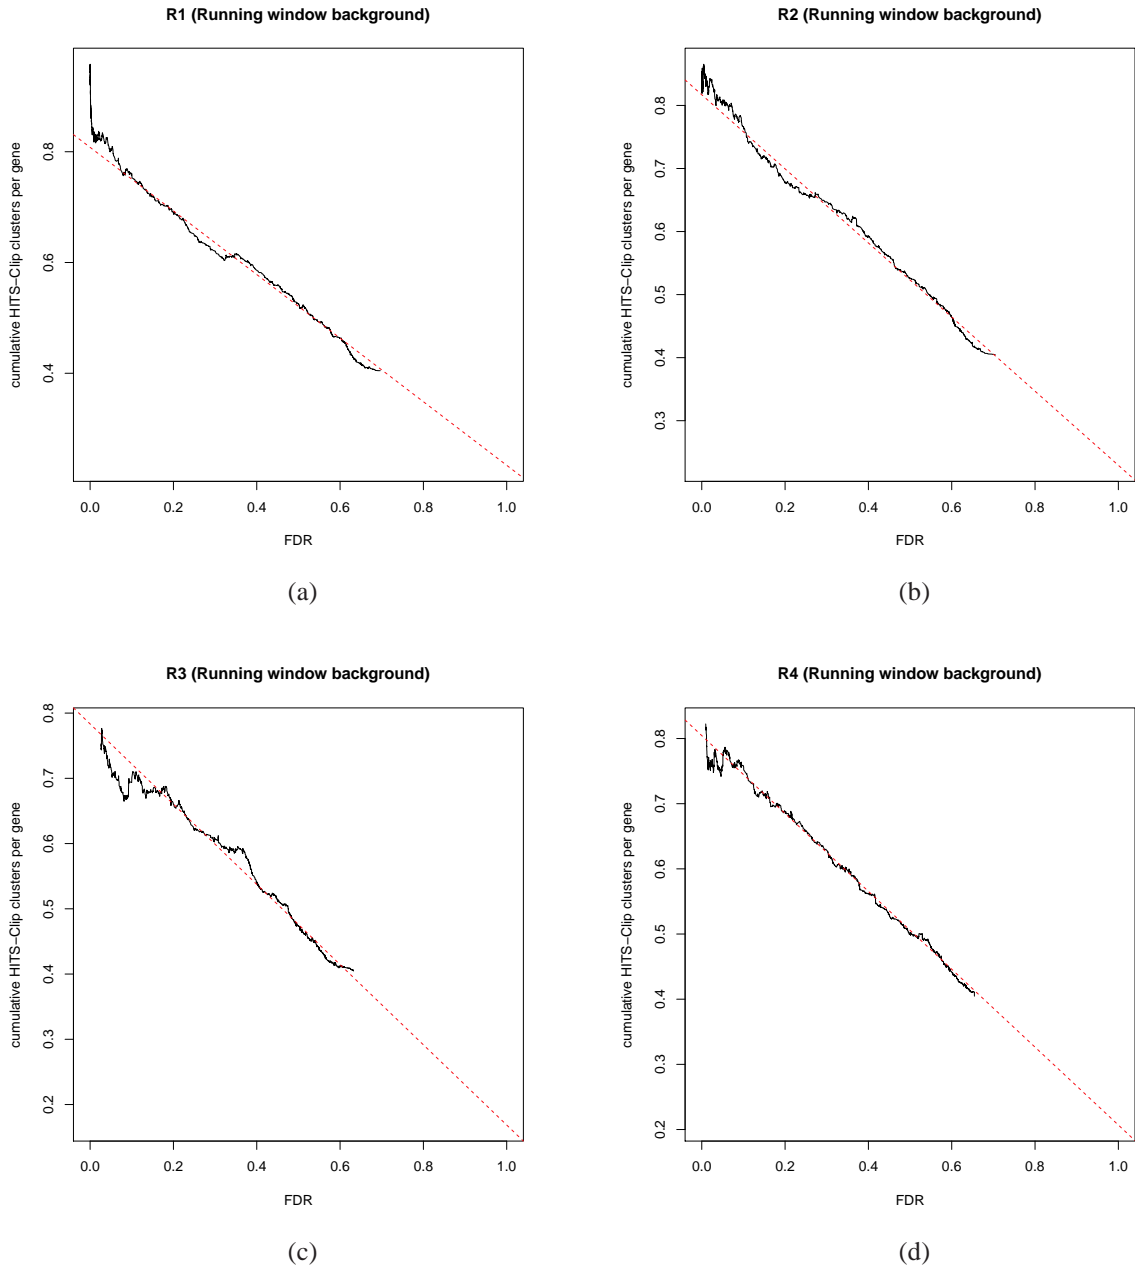 R1 (Running window background)
cumulative HITS−Clip clusters per gene
0.8
0.6
0.4
0.0 0.2 0.4 0.6 0.8 1.0
FDR
(a)
R2 (Running window background)
cumulative HITS−Clip clusters per gene
0.8
0.7
0.6
0.5
0.4
0.3
0.0 0.2 0.4 0.6 0.8 1.0
FDR
(b)
R3 (Running window background)
cumulative HITS−Clip clusters per gene
0.8
0.7
0.6
0.5
0.4
0.3
0.2
0.0 0.2 0.4 0.6 0.8 1.0
FDR
(c)
R4 (Running window background)
cumulative HITS−Clip clusters per gene
0.8
0.7
0.6
0.5
0.4
0.3
0.2
0.0 0.2 0.4 0.6 0.8 1.0
FDR
(d)